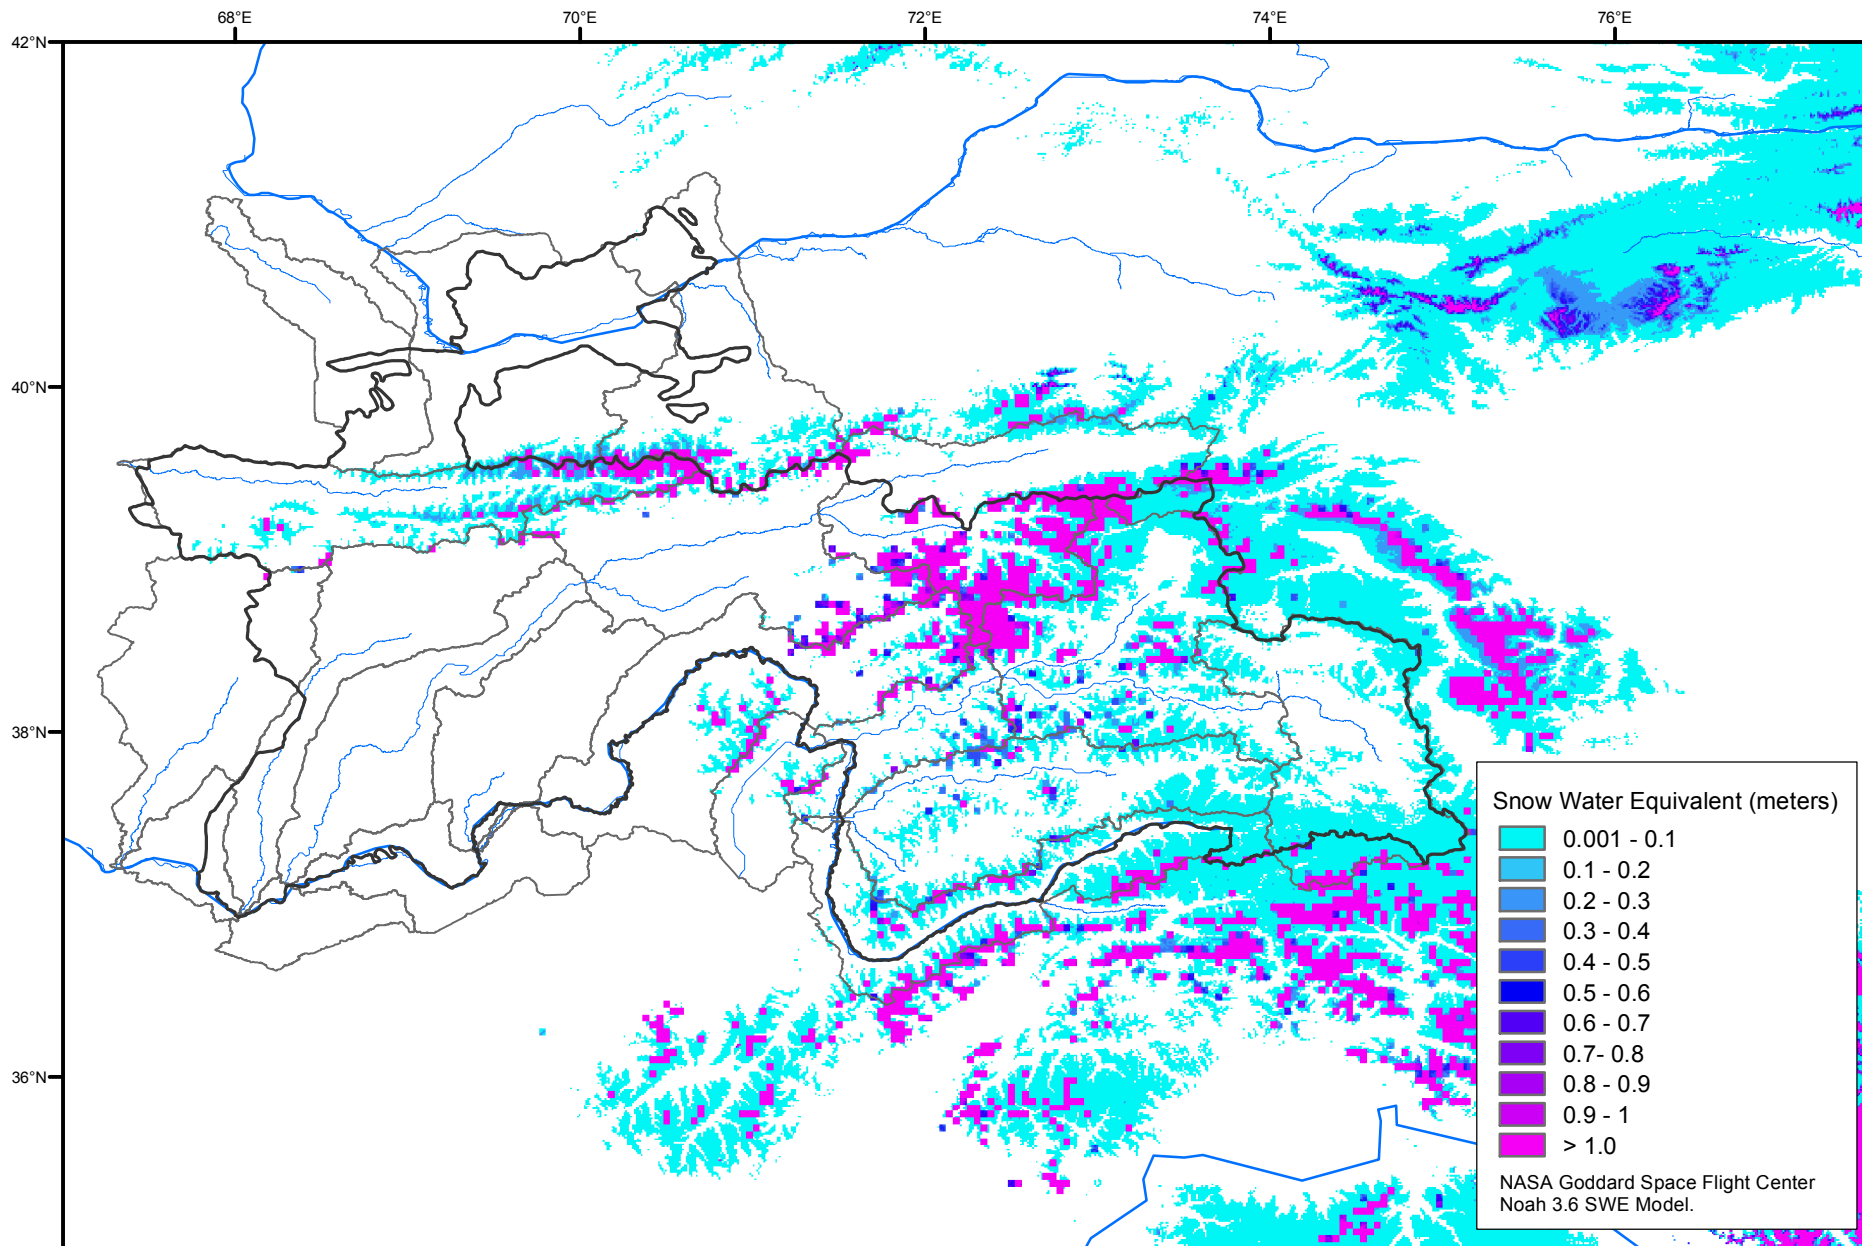 68°E 70°E 72°E 74°E 76°E
42°N
40°N
38°N
36°N
Snow Water Equivalent (meters)
0.001 - 0.1
0.1 - 0.2
0.2 - 0.3
0.3 - 0.4
0.4 - 0.5
0.5 - 0.6
0.6 - 0.7
0.7- 0.8
0.8 - 0.9
0.9 - 1
> 1.0
NASA Goddard Space Flight Center
Noah 3.6 SWE Model.